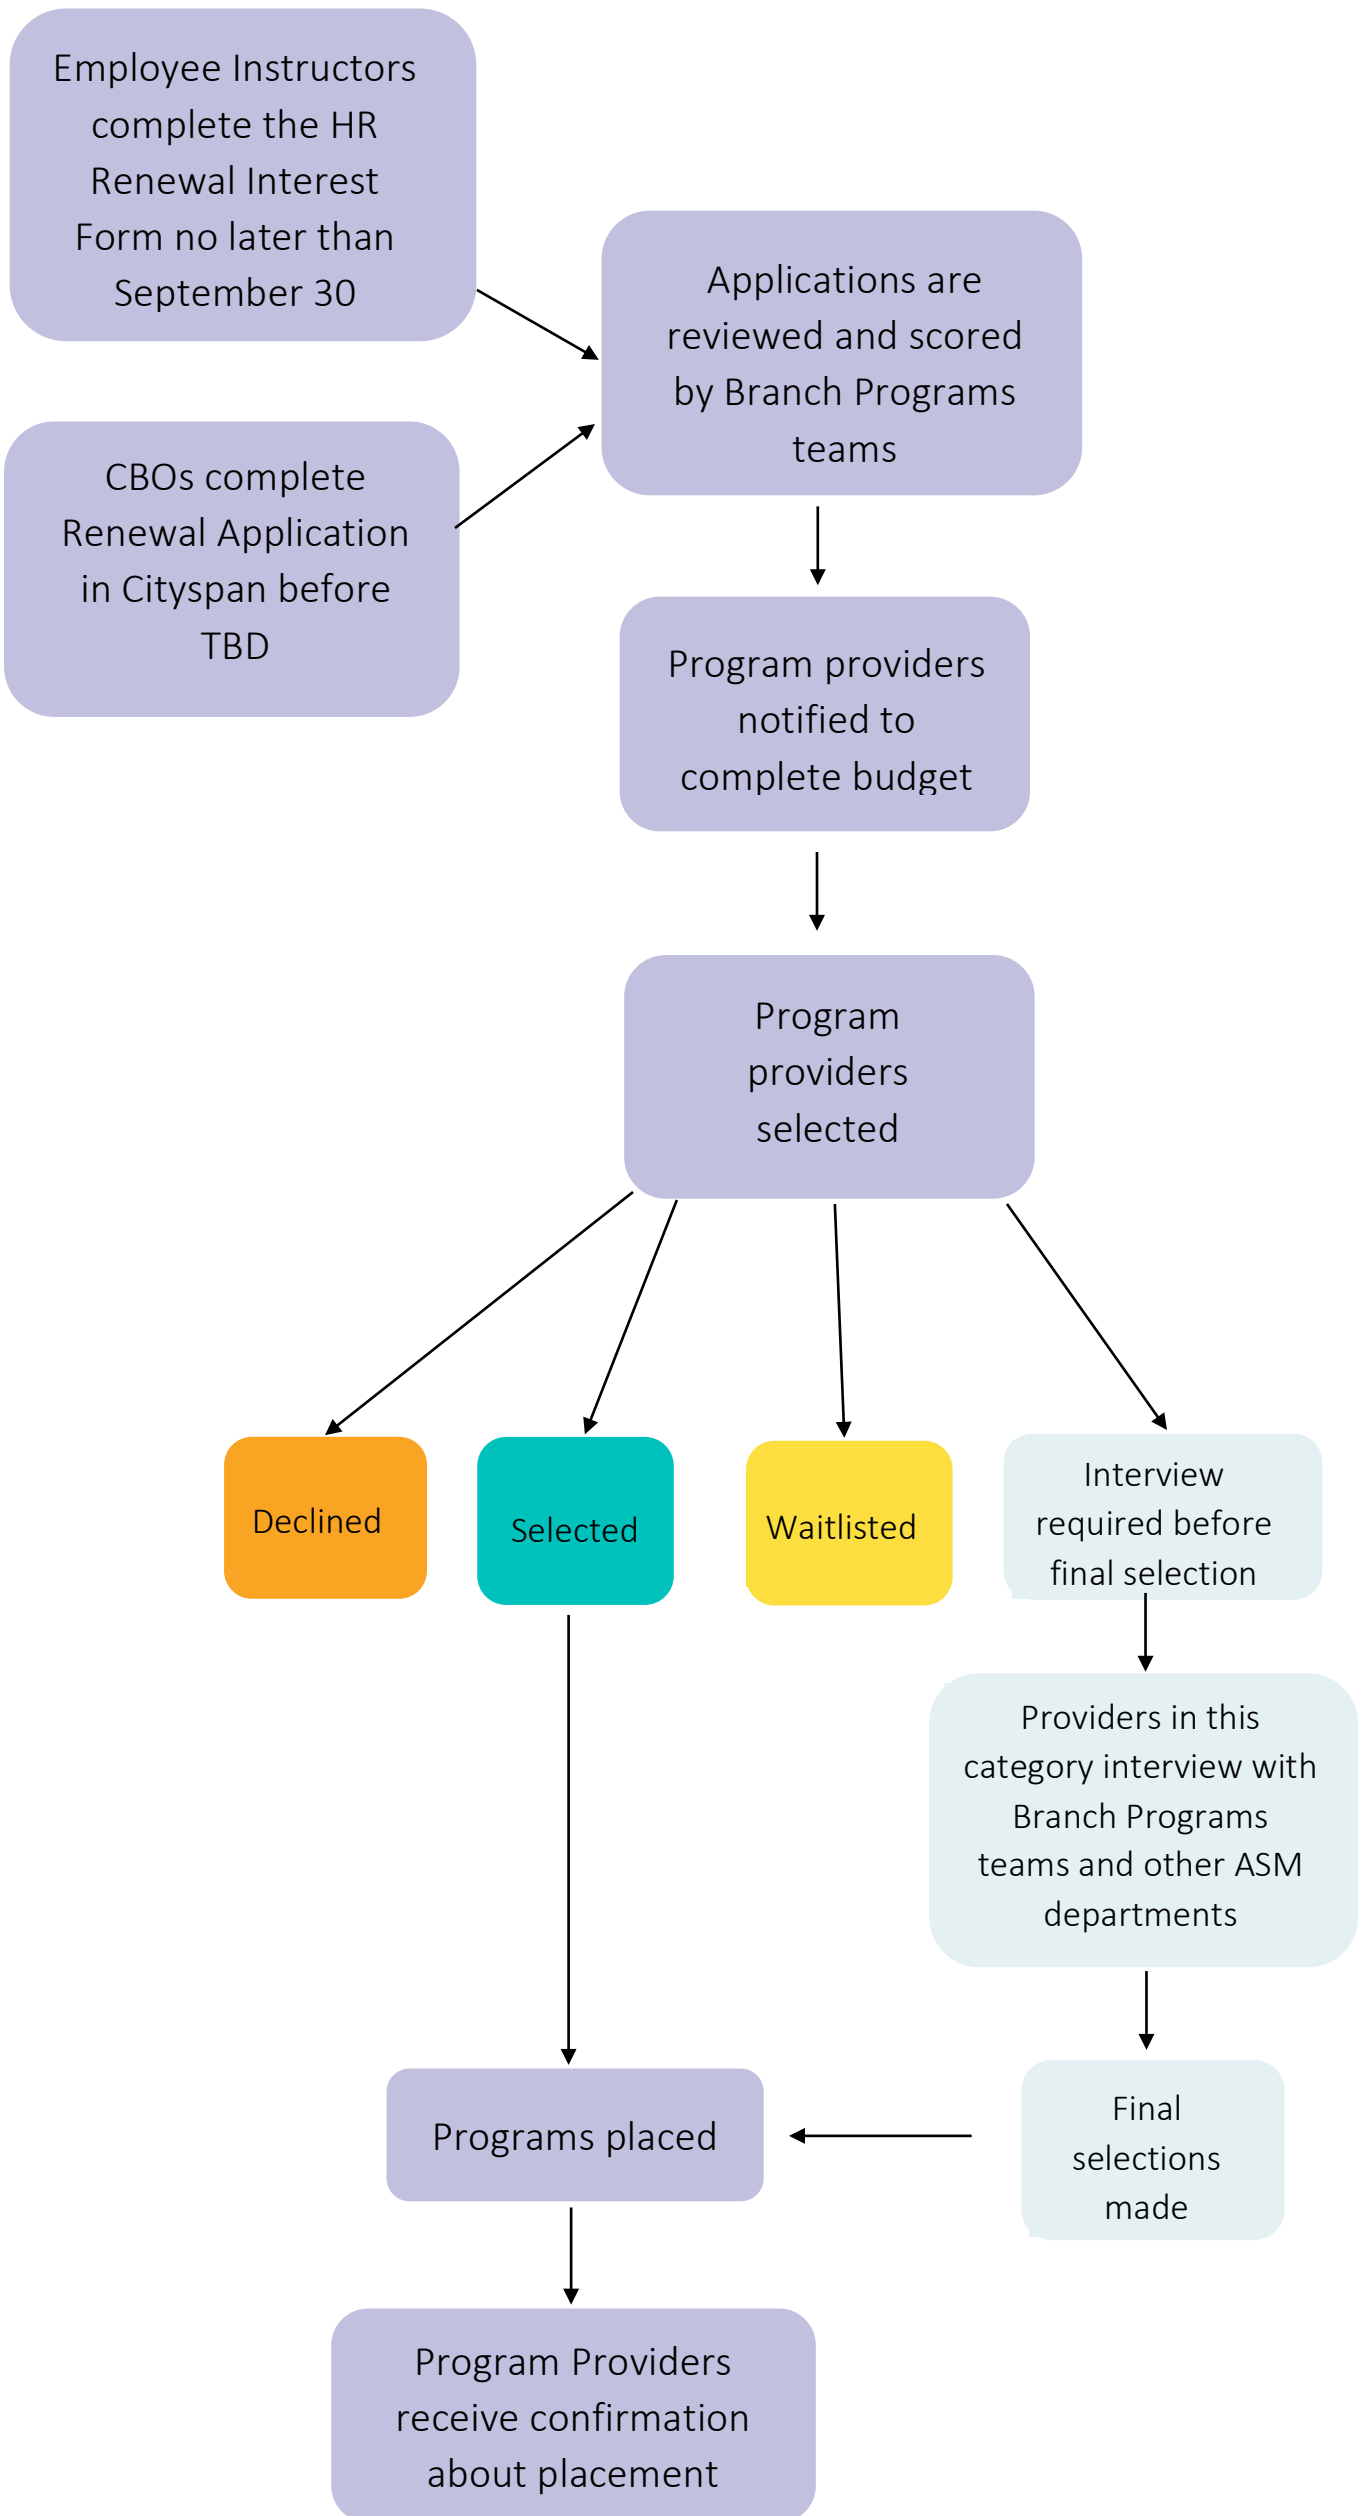 Employee Instructors
complete the HR
Renewal Interest
Form no later than
September 30
Applications are
reviewed and scored
by Branch Programs
teams
CBOs complete
Renewal Application
in Cityspan before
TBD
Program providers
notified to
complete budget
Program
providers
selected
Declined
Selected
Waitlisted
Interview
required before
final selection
Providers in this
category interview with
Branch Programs
teams and other ASM
departments
Final
selections
made
Programs placed
Program Providers
receive confirmation
about placement